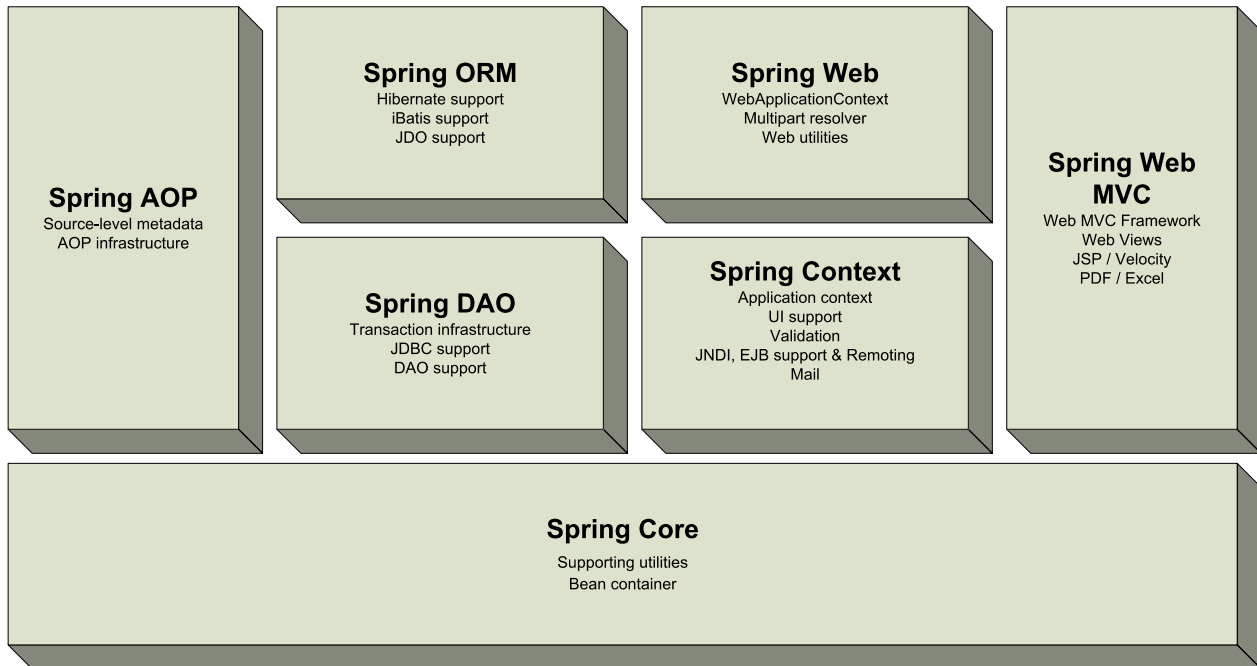 Spring AOP
Source-level metadata
AOP infrastructure
Spring ORM
Hibernate support
iBatis support
JDO support
Spring DAO
Transaction infrastructure
JDBC support
DAO support
Spring Web
WebApplicationContext
Multipart resolver
Web utilities
Spring Context
Application context
UI support
Validation
JNDI, EJB support & Remoting
Mail
Spring Web
MVC
Web MVC Framework
Web Views
JSP / Velocity
PDF / Excel
Spring Core
Supporting utilities
Bean container